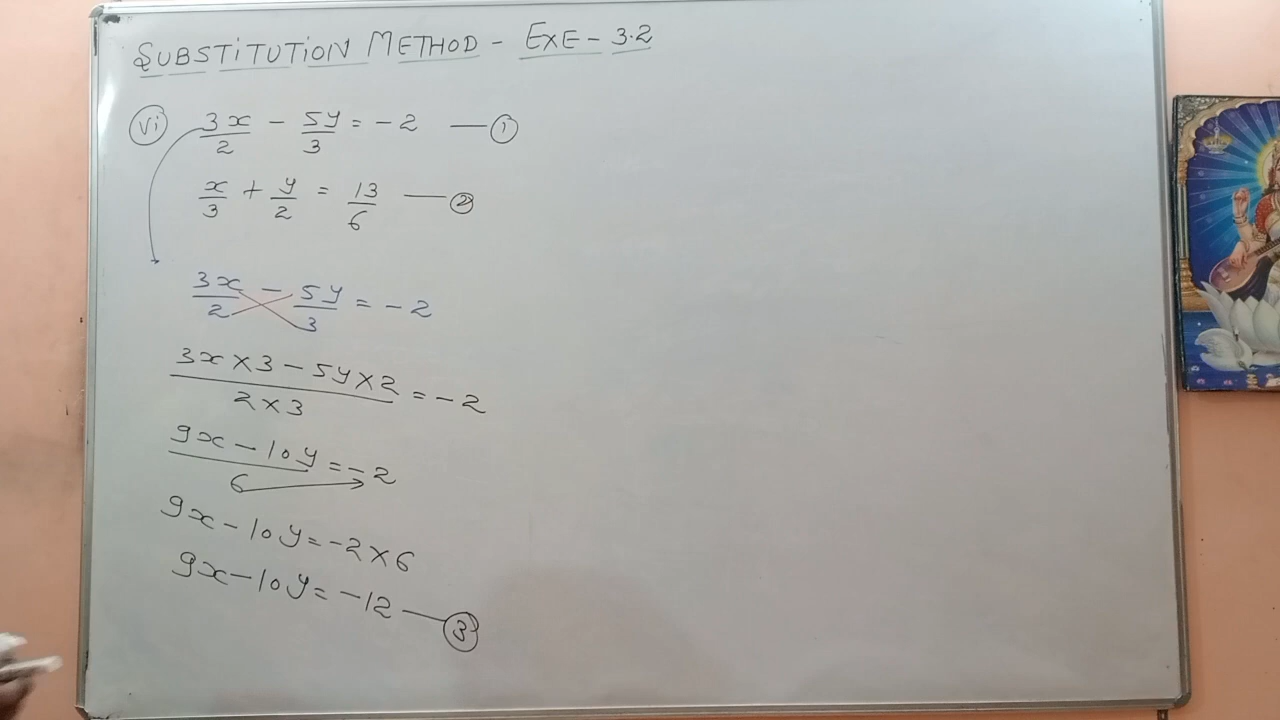 SUBSTITUTION METHOD - EXE - 3.2
(vi) 3x/2 - 5y/3 = -2 — (1)
x/3 + y/2 = 13/6 — (2)
3x/2 - 5y/3 = -2
(3x × 3 - 5y × 2)/(2 × 3) = -2
(9x - 10y)/6 = -2
9x - 10y = -2 × 6
9x - 10y = -12 — (3)